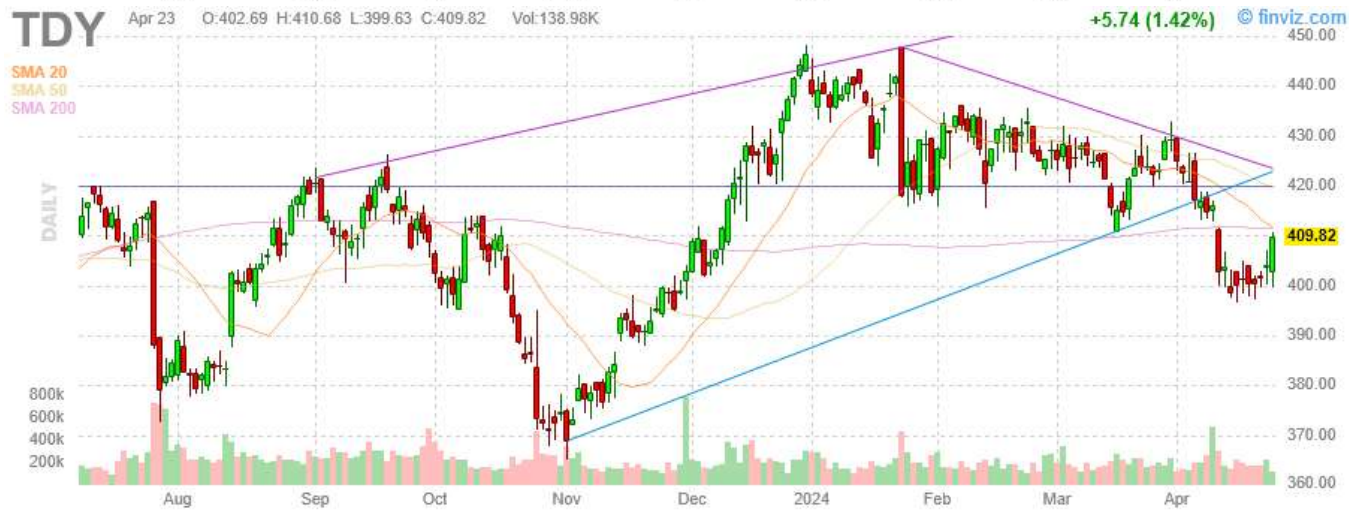 TDY Apr 23 O:402.69 H:410.68 L:399.63 C:409.82 Vol:138.98K +5.74 (1.42%) © finviz.com
SMA 20
SMA 50
SMA 200
DAILY
450.00
440.00
430.00
420.00
409.82
400.00
390.00
380.00
370.00
360.00
800k
600k
400k
200k
Aug Sep Oct Nov Dec 2024 Feb Mar Apr